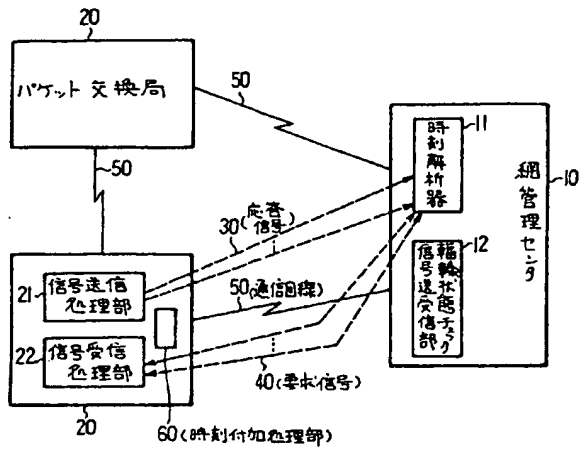 20
パケット交換局
50
50
11
時刻解析器
網管理センタ
10
30(応答信号)
12
輻輪状態チェック信号送受信部
21
信号送信処理部
50(通信回線)
22
信号受信処理部
40(要求信号)
20
60(時刻付加処理部)